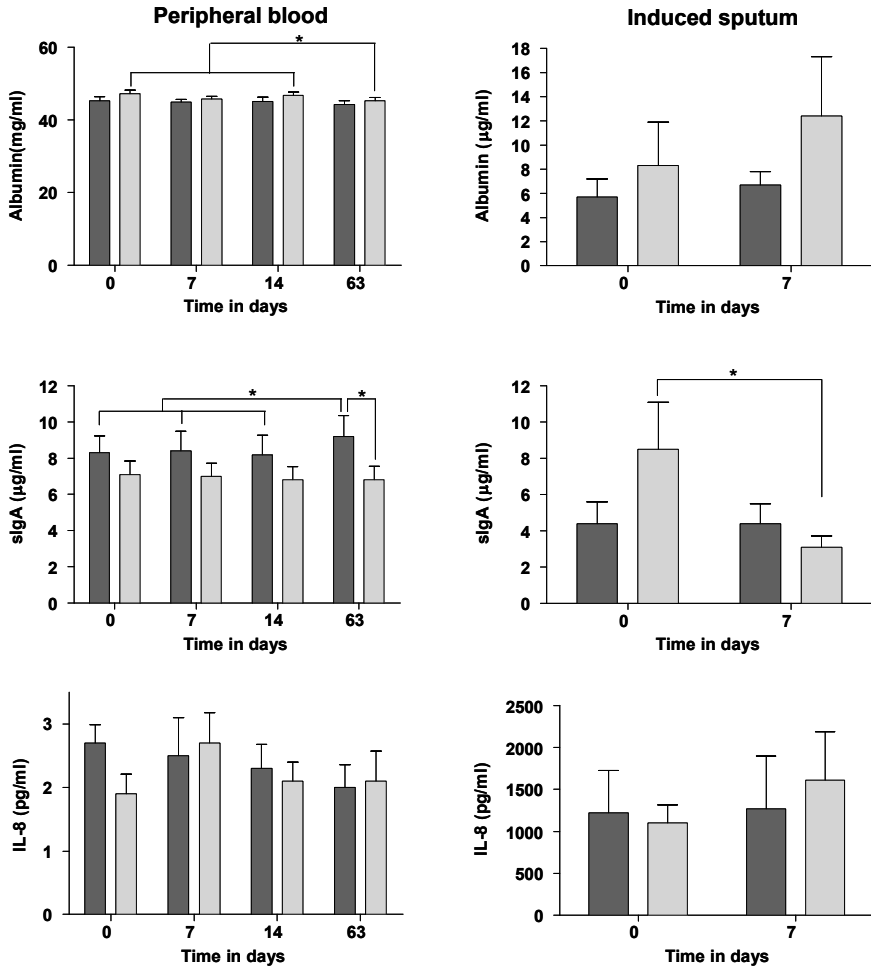 Peripheral blood
Induced sputum
Albumin(mg/ml)
60
40
20
0
*
0 7 14 63
Time in days
Albumin (μg/ml)
18
16
14
12
10
8
6
4
2
0
0 7
Time in days
sIgA (μg/ml)
12
10
8
6
4
2
0
* *
0 7 14 63
Time in days
sIgA (μg/ml)
12
10
8
6
4
2
0
*
0 7
Time in days
IL-8 (pg/ml)
3
2
1
0
0 7 14 63
Time in days
IL-8 (pg/ml)
2500
2000
1500
1000
500
0
0 7
Time in days